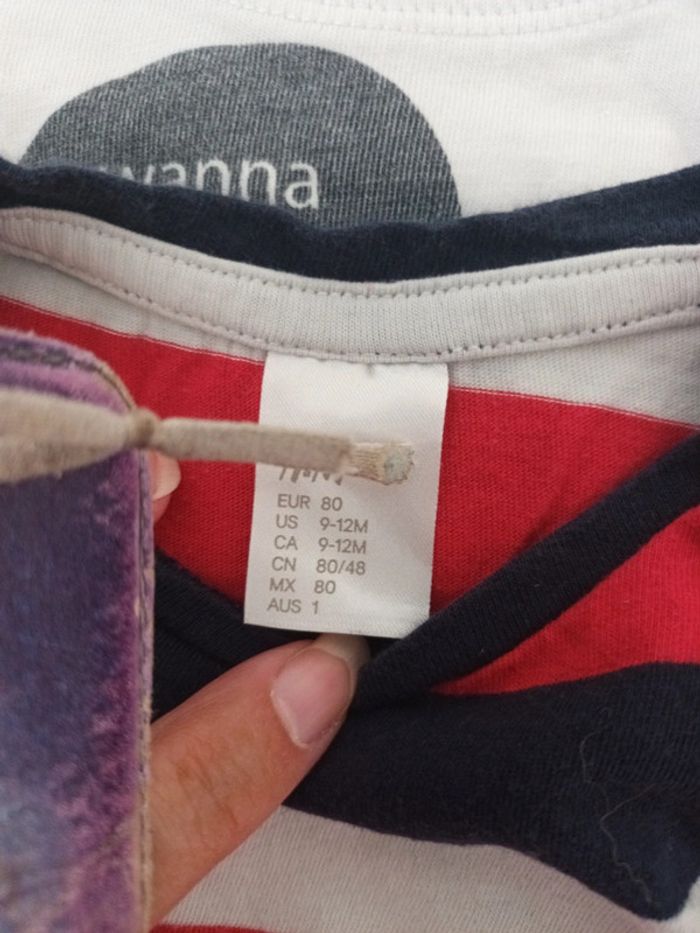 wanna
EUR 80
US 9-12M
CA 9-12M
CN 80/48
MX 80
AUS 1